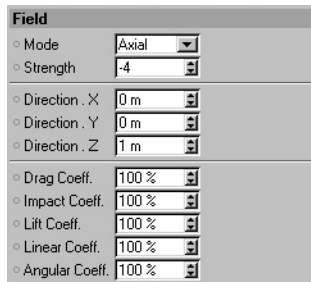 Field
Mode Axial
Strength -4
Direction . X 0 m
Direction . Y 0 m
Direction . Z 1 m
Drag Coeff. 100 %
Impact Coeff. 100 %
Lift Coeff. 100 %
Linear Coeff. 100 %
Angular Coeff. 100 %